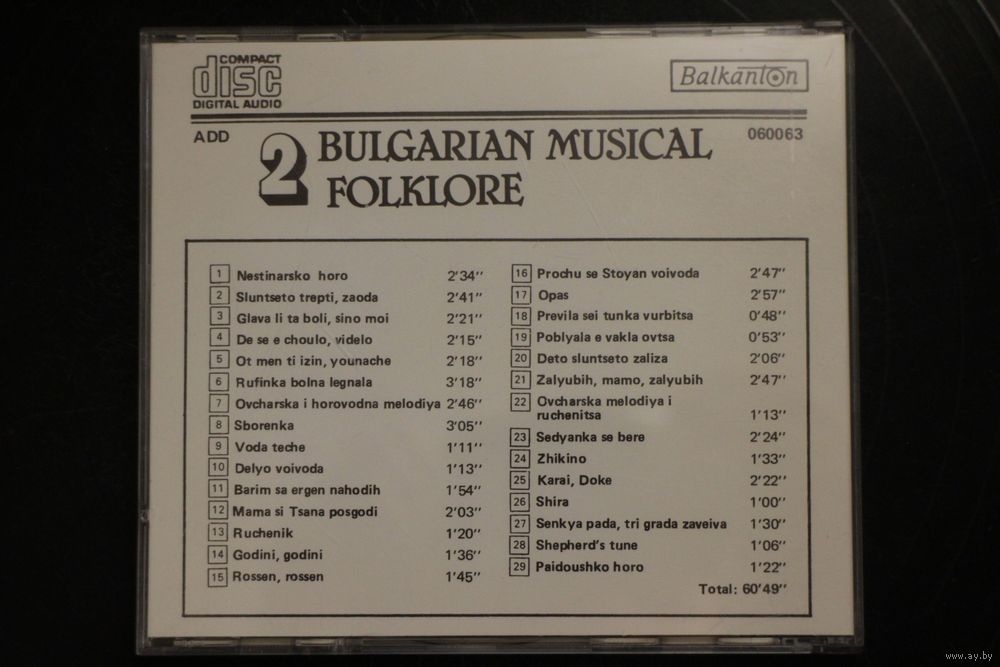 COMPACT
disc
DIGITAL AUDIO
Balkanton
ADD
060063
2 BULGARIAN MUSICAL
FOLKLORE
1 Nestinarsko horo 2'34''
2 Sluntseto trepti, zaoda 2'41''
3 Glava li ta boli, sino moi 2'21''
4 De se e choulo, videlo 2'15''
5 Ot men ti izin, younache 2'18''
6 Rufinka bolna legnala 3'18''
7 Ovcharska i horovodna melodiya 2'46''
8 Sborenka 3'05''
9 Voda teche 1'11''
10 Delyo voivoda 1'13''
11 Barim sa ergen nahodih 1'54''
12 Mama si Tsana posgodi 2'03''
13 Ruchenik 1'20''
14 Godini, godini 1'36''
15 Rossen, rossen 1'45''
16 Prochu se Stoyan voivoda 2'47''
17 Opas 2'57''
18 Previla sei tunka vurbitsa 0'48''
19 Poblyala e vakla ovtsa 0'53''
20 Deto sluntseto zaliza 2'06''
21 Zalyubih, mamo, zalyubih 2'47''
22 Ovcharska melodiya i
ruchenitsa 1'13''
23 Sedyanka se bere 2'24''
24 Zhikino 1'33''
25 Karai, Doke 2'22''
26 Shira 1'00''
27 Senkya pada, tri grada zaveiva 1'30''
28 Shepherd's tune 1'06''
29 Paidoushko horo 1'22''
Total: 60'49''
www.ay.by